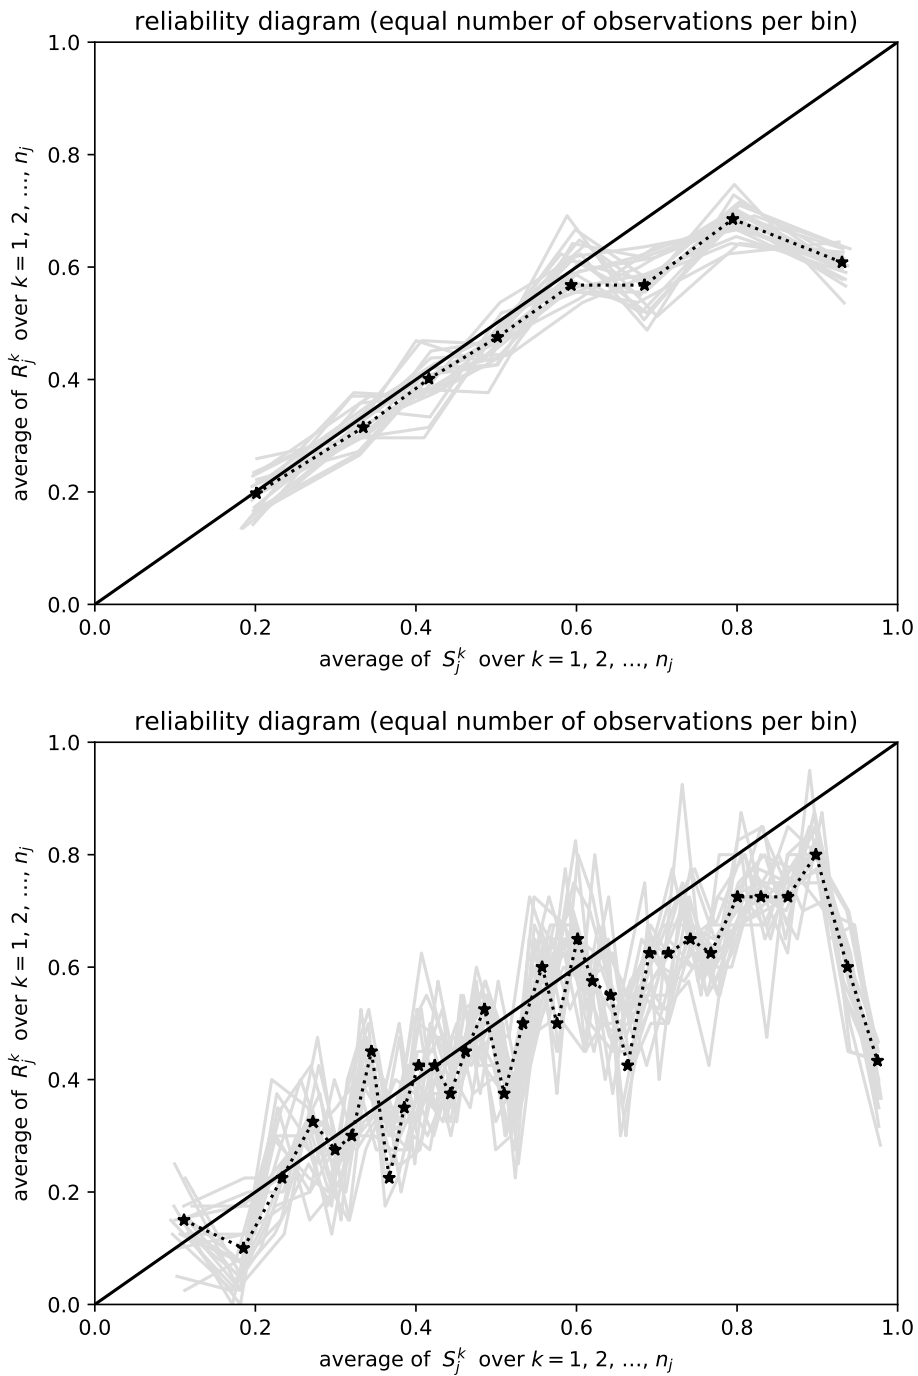 reliability diagram (equal number of observations per bin)
1.0
0.8
0.6
0.4
0.2
0.0
average of R_j^k over k = 1, 2, ..., n_j
0.0 0.2 0.4 0.6 0.8 1.0
average of S_j^k over k = 1, 2, ..., n_j
reliability diagram (equal number of observations per bin)
1.0
0.8
0.6
0.4
0.2
0.0
average of R_j^k over k = 1, 2, ..., n_j
0.0 0.2 0.4 0.6 0.8 1.0
average of S_j^k over k = 1, 2, ..., n_j